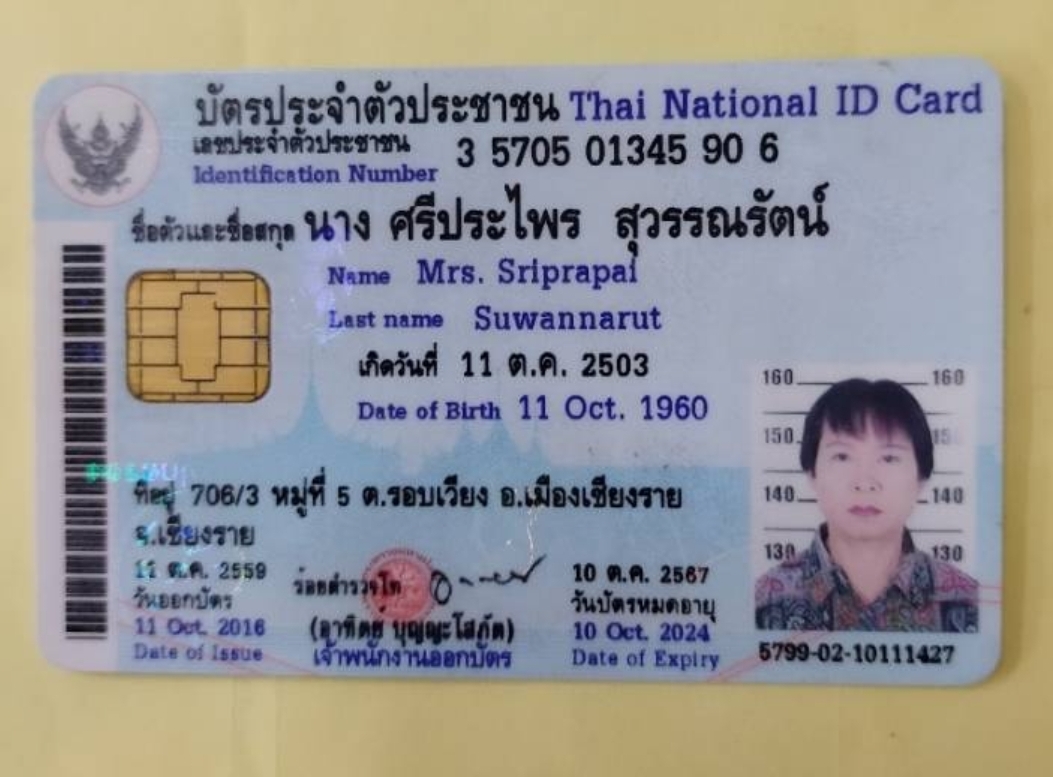 บัตรประจำตัวประชาชน Thai National ID Card
เลขประจำตัวประชาชน
Identification Number 3 5705 01345 90 6
ชื่อตัวและชื่อสกุล นาง ศรีประไพร สุวรรณรัตน์
Name Mrs. Sriprapai
Last name Suwannarut
เกิดวันที่ 11 ต.ค. 2503
Date of Birth 11 Oct. 1960
ที่อยู่ 706/3 หมู่ที่ 5 ต.รอบเวียง อ.เมืองเชียงราย
จ.เชียงราย
11 ต.ค. 2559
วันออกบัตร
11 Oct. 2016
Date of Issue
ร้อยตำรวจโท
(อาทิตย์ บุญญะโสภัต)
เจ้าพนักงานออกบัตร
10 ต.ค. 2567
วันบัตรหมดอายุ
10 Oct. 2024
Date of Expiry
160 160
150 15
140 140
130 130
5799-02-10111427